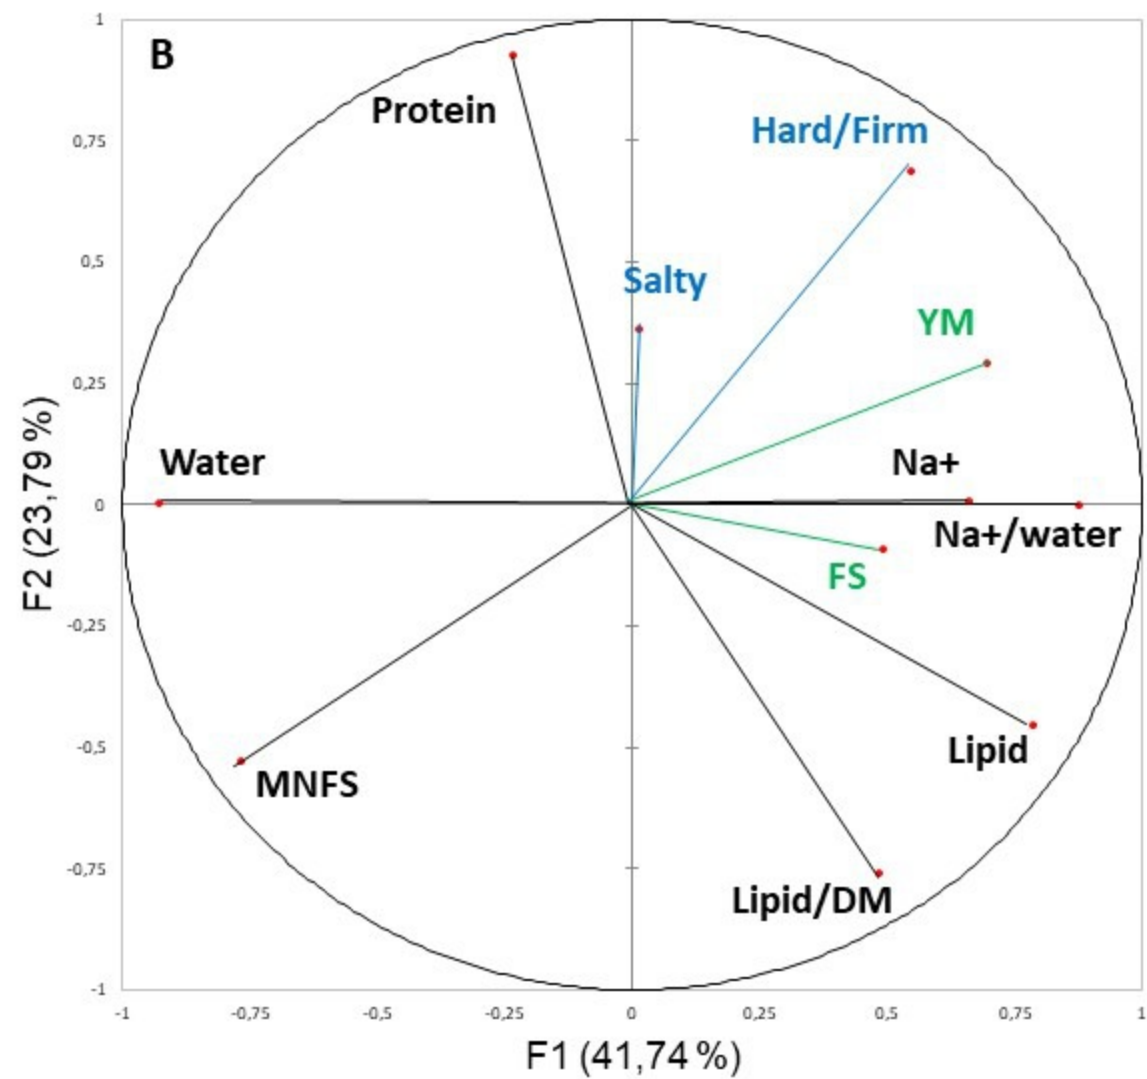 B
1
0,75
0,5
0,25
0
-0,25
-0,5
-0,75
-1
F2 (23,79 %)
Protein
Hard/Firm
Salty
YM
Water
Na+
Na+/water
FS
Lipid
MNFS
Lipid/DM
-1
-0,75
-0,5
-0,25
0
0,25
0,5
0,75
1
F1 (41,74 %)